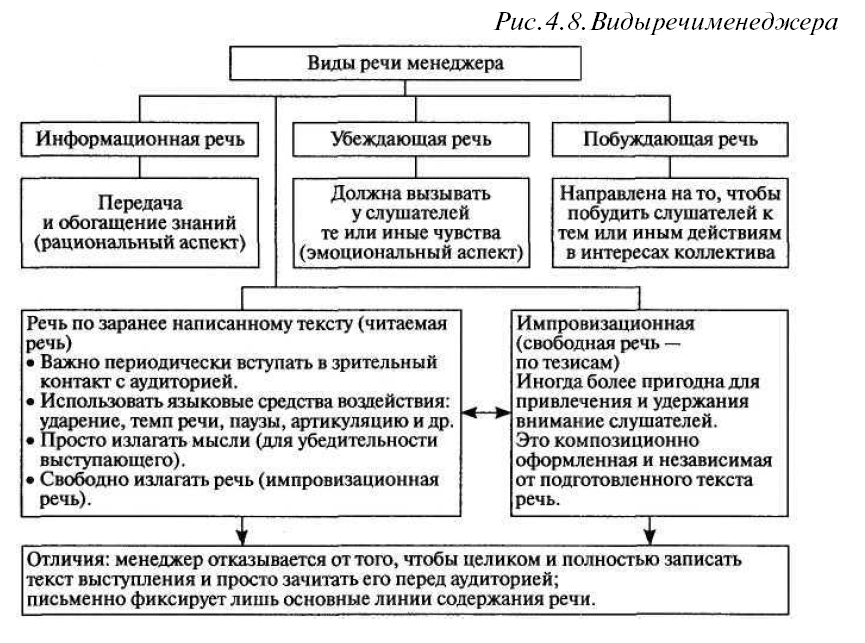 Рис.4.8.Видыречименеджера
Виды речи менеджера
Информационная речь
Убеждающая речь
Побуждающая речь
Передача
и обогащение знаний
(рациональный аспект)
Должна вызывать
у слушателей
те или иные чувства
(эмоциональный аспект)
Направлена на то, чтобы
побудить слушателей к
тем или иным действиям
в интересах коллектива
Речь по заранее написанному тексту (читаемая
речь)
• Важно периодически вступать в зрительный
контакт с аудиторией.
• Использовать языковые средства воздействия:
ударение, темп речи, паузы, артикуляцию и др.
• Просто излагать мысли (для убедительности
выступающего).
• Свободно излагать речь (импровизационная
речь).
Импровизационная
(свободная речь —
по тезисам)
Иногда более пригодна для
привлечения и удержания
внимание слушателей.
Это композиционно
оформленная и независимая
от подготовленного текста
речь.
Отличия: менеджер отказывается от того, чтобы целиком и полностью записать
текст выступления и просто зачитать его перед аудиторией;
письменно фиксирует лишь основные линии содержания речи.